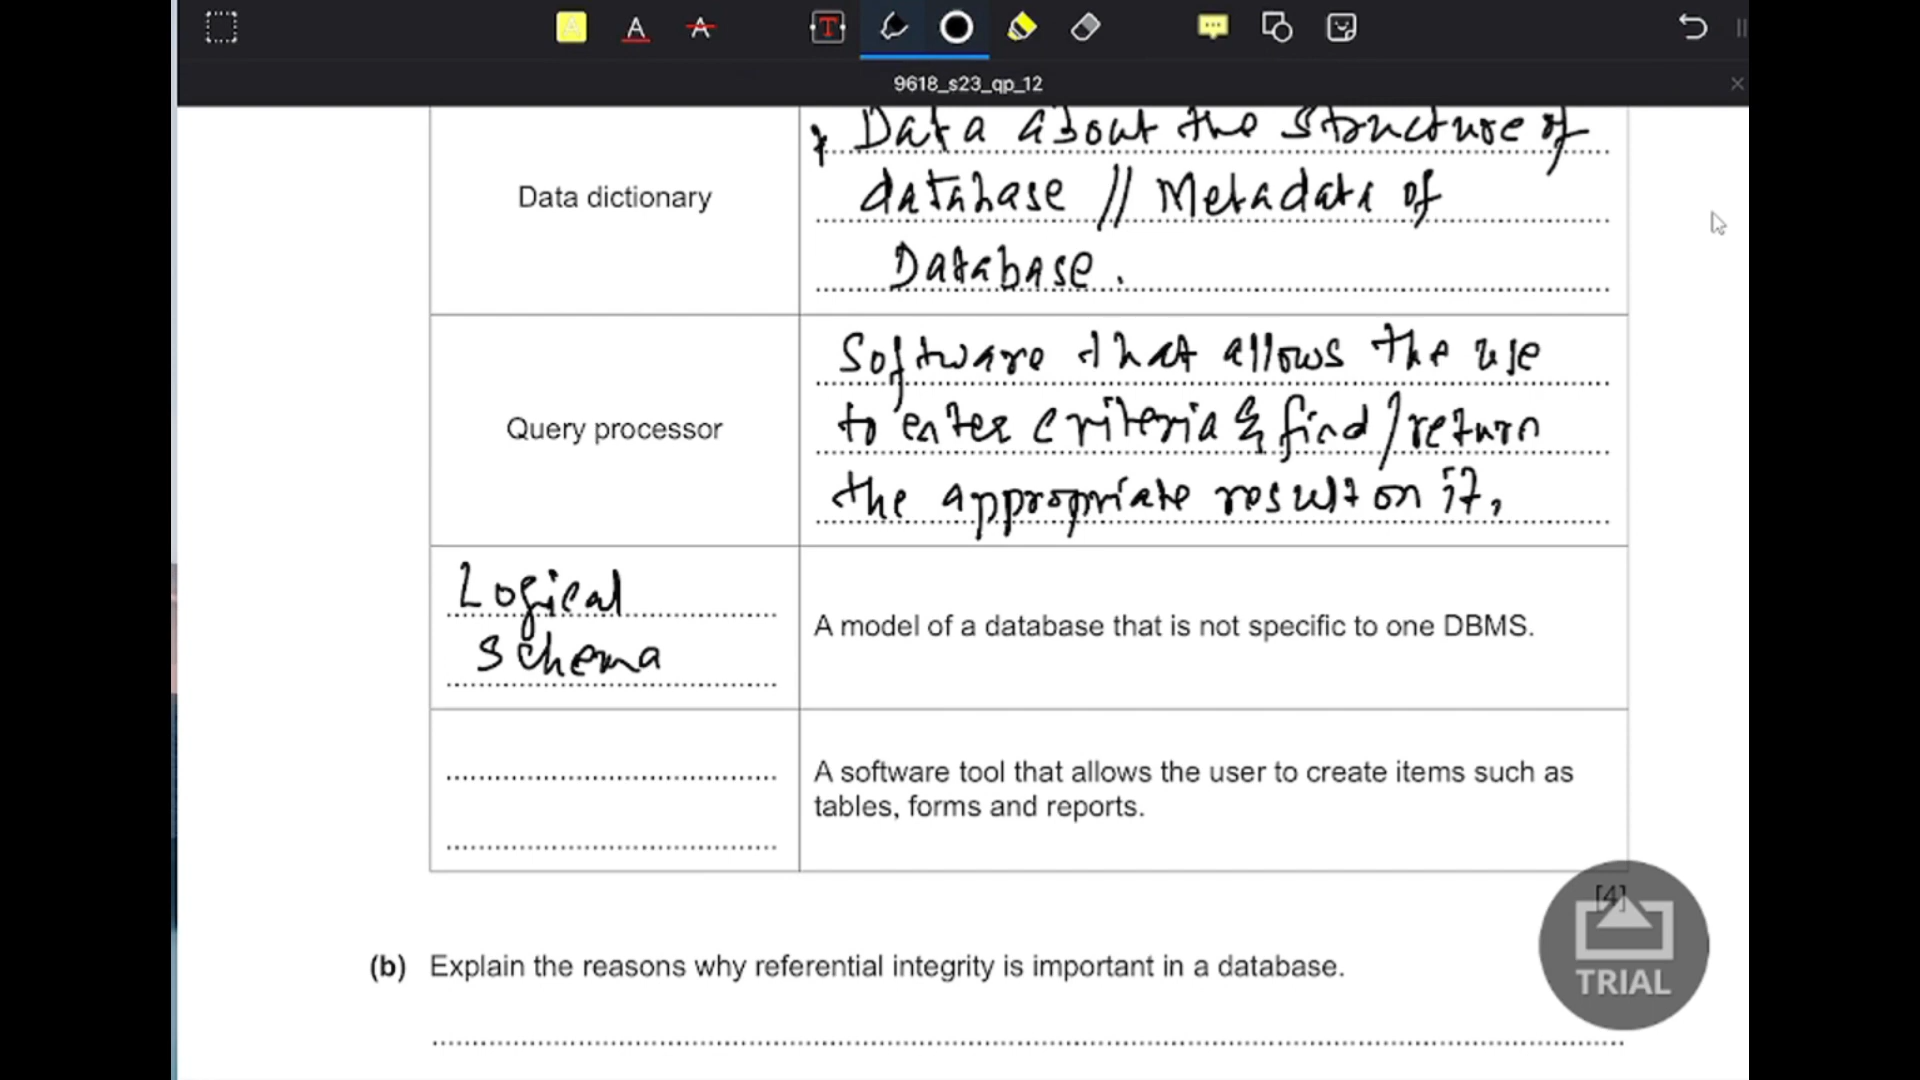 9618_s23_qp_12
* Data about the structure of
Data dictionary
database // Metadata of
Database.
Software that allows the use
Query processor
to enter criteria & find/return
the appropriate result on it,
Logical
Schema
A model of a database that is not specific to one DBMS.
A software tool that allows the user to create items such as
tables, forms and reports.
[4]
(b) Explain the reasons why referential integrity is important in a database.
TRIAL